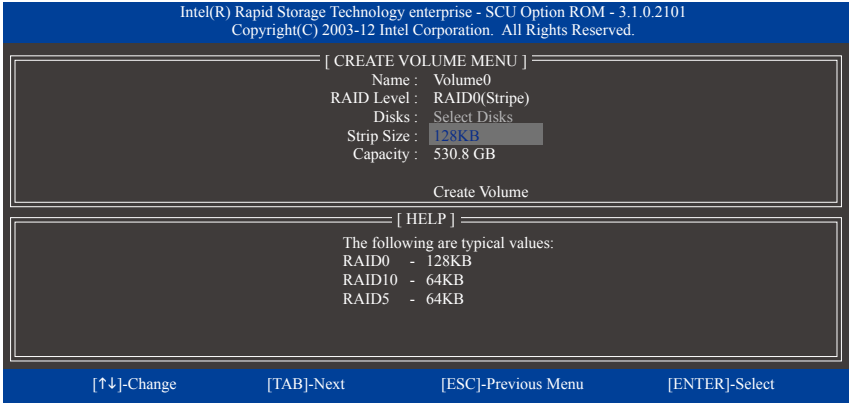 Intel(R) Rapid Storage Technology enterprise - SCU Option ROM - 3.1.0.2101
Copyright(C) 2003-12 Intel Corporation. All Rights Reserved.
[ CREATE VOLUME MENU ]
Name : Volume0
RAID Level : RAID0(Stripe)
Disks : Select Disks
Strip Size : 128KB
Capacity : 530.8 GB
Create Volume
[ HELP ]
The following are typical values:
RAID0 - 128KB
RAID10 - 64KB
RAID5 - 64KB
[↑↓]-Change [TAB]-Next [ESC]-Previous Menu [ENTER]-Select